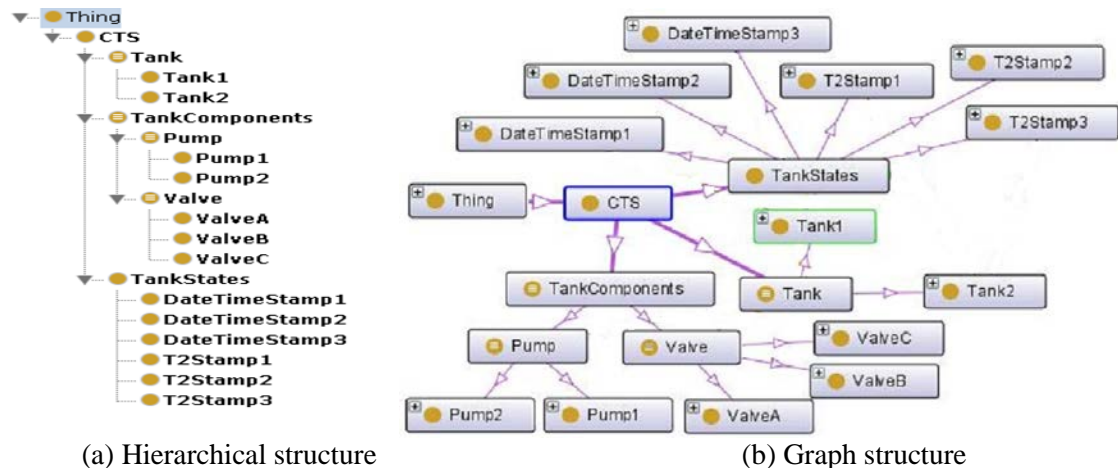 Thing
CTS
Tank
Tank1
Tank2
TankComponents
Pump
Pump1
Pump2
Valve
ValveA
ValveB
ValveC
TankStates
DateTimeStamp1
DateTimeStamp2
DateTimeStamp3
T2Stamp1
T2Stamp2
T2Stamp3
(a) Hierarchical structure
DateTimeStamp3
T2Stamp2
DateTimeStamp2
T2Stamp1
DateTimeStamp1
T2Stamp3
TankStates
Thing
CTS
Tank1
TankComponents
Tank
Tank2
Pump
Valve
ValveC
ValveB
Pump2
Pump1
ValveA
(b) Graph structure